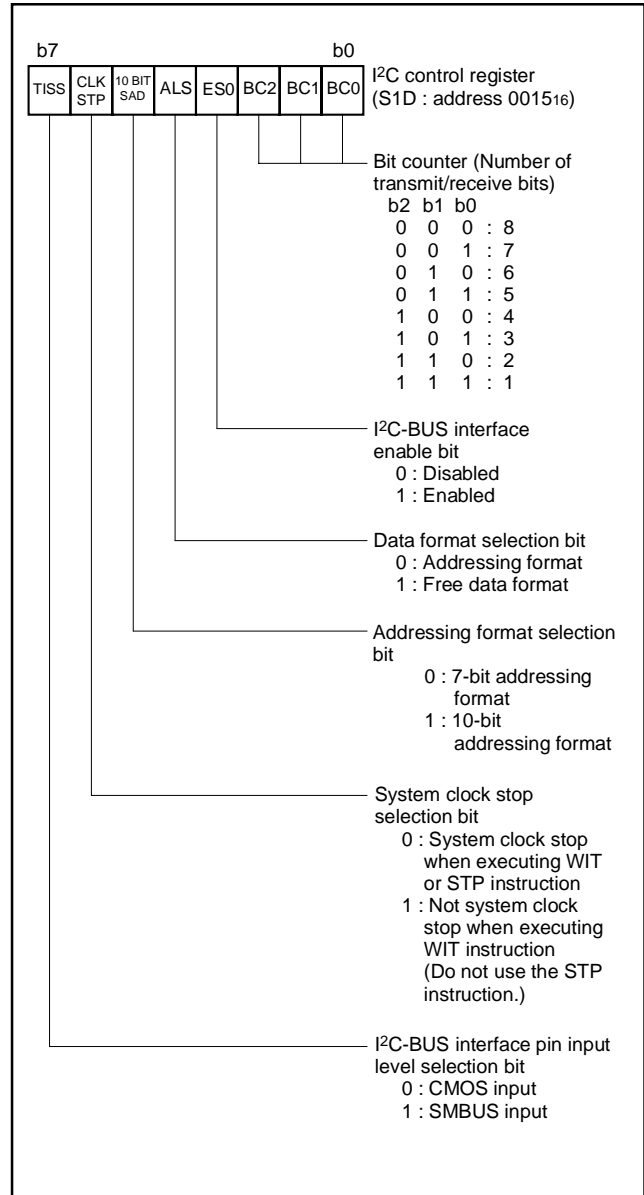 b7 b0
TISS CLK STP 10 BIT SAD ALS ES0 BC2 BC1 BC0
I2C control register
(S1D : address 001516)
Bit counter (Number of
transmit/receive bits)
b2 b1 b0
0 0 0 : 8
0 0 1 : 7
0 1 0 : 6
0 1 1 : 5
1 0 0 : 4
1 0 1 : 3
1 1 0 : 2
1 1 1 : 1
I2C-BUS interface
enable bit
0 : Disabled
1 : Enabled
Data format selection bit
0 : Addressing format
1 : Free data format
Addressing format selection
bit
0 : 7-bit addressing
format
1 : 10-bit
addressing format
System clock stop
selection bit
0 : System clock stop
when executing WIT
or STP instruction
1 : Not system clock
stop when executing
WIT instruction
(Do not use the STP
instruction.)
I2C-BUS interface pin input
level selection bit
0 : CMOS input
1 : SMBUS input